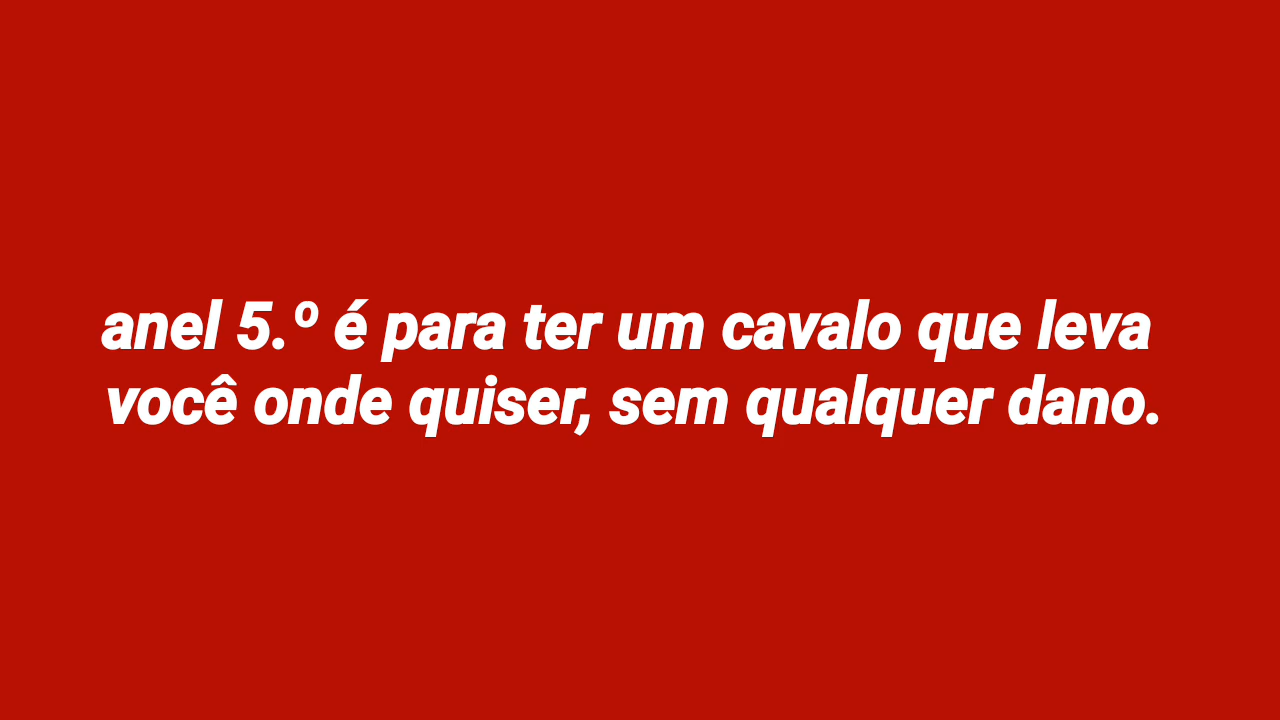 anel 5.º é para ter um cavalo que leva
você onde quiser, sem qualquer dano.